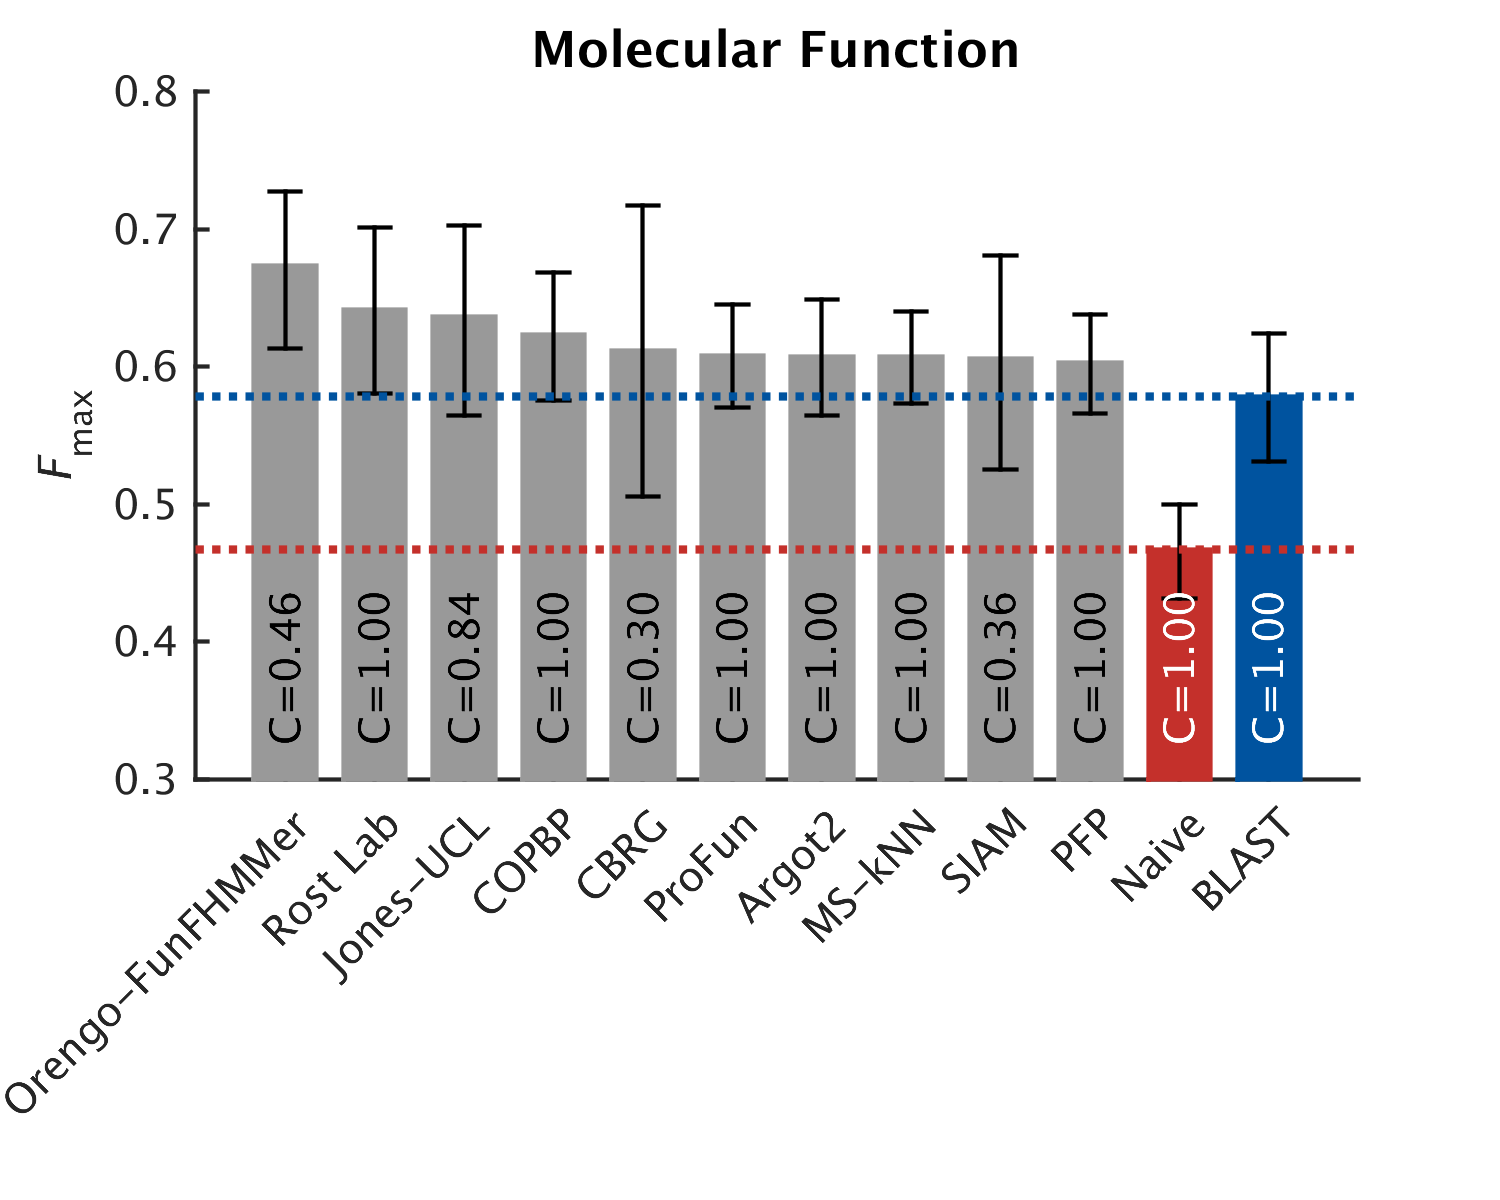 Molecular Function
0.8
0.7
0.6
0.5
0.4
0.3
Fmax
C=0.46
C=1.00
C=0.84
C=1.00
C=0.30
C=1.00
C=1.00
C=1.00
C=0.36
C=1.00
C=1.00
C=1.00
Orengo-FunFHMMer
Rost Lab
Jones-UCL
COPBP
CBRG
ProFun
Argot2
MS-kNN
SIAM
PFP
Naive
BLAST